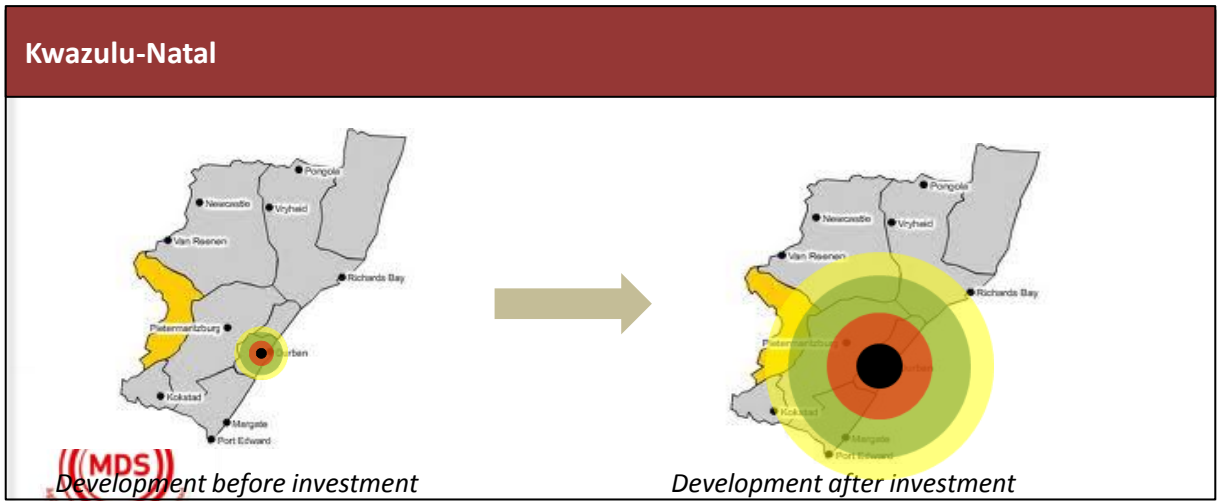 Kwazulu-Natal
Pongola
Newcastle
Vryheid
Van Reenen
Richards Bay
Pietermaritzburg
Durban
Kokstad
Margate
Port Edward
(MDS)
Development before investment
Pongola
Newcastle
Vryheid
Van Reenen
Richards Bay
Pietermaritzburg
Durban
Kokstad
Margate
Port Edward
Development after investment